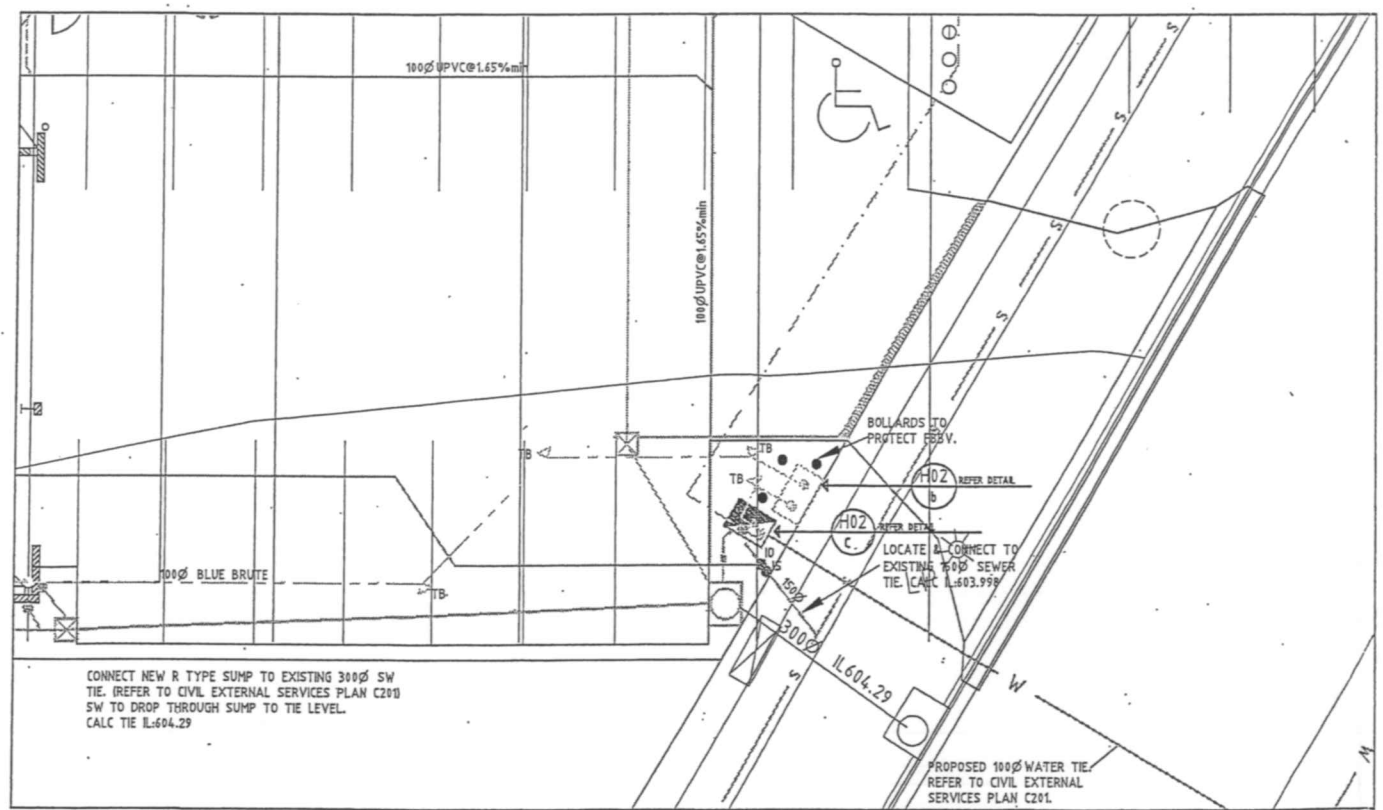 100Ø UPVC@1.65%min
100Ø UPVC@1.65%min
S
S
S
S
S
BOLLARDS TO
PROTECT FBBV.
TB
TB
TB
H02
b
REFER DETAIL
H02
C
REFER DETAIL
LOCATE & CONNECT TO
EXISTING 150Ø SEWER
TIE. CALC IL:603.998
IO
IS
150Ø
100Ø BLUE BRUTE
TB
300Ø
IL604.29
S
W
CONNECT NEW R TYPE SUMP TO EXISTING 300Ø SW
TIE. (REFER TO CIVIL EXTERNAL SERVICES PLAN C201)
SW TO DROP THROUGH SUMP TO TIE LEVEL.
CALC TIE IL:604.29
PROPOSED 100Ø WATER TIE.
REFER TO CIVIL EXTERNAL
SERVICES PLAN C201.
W